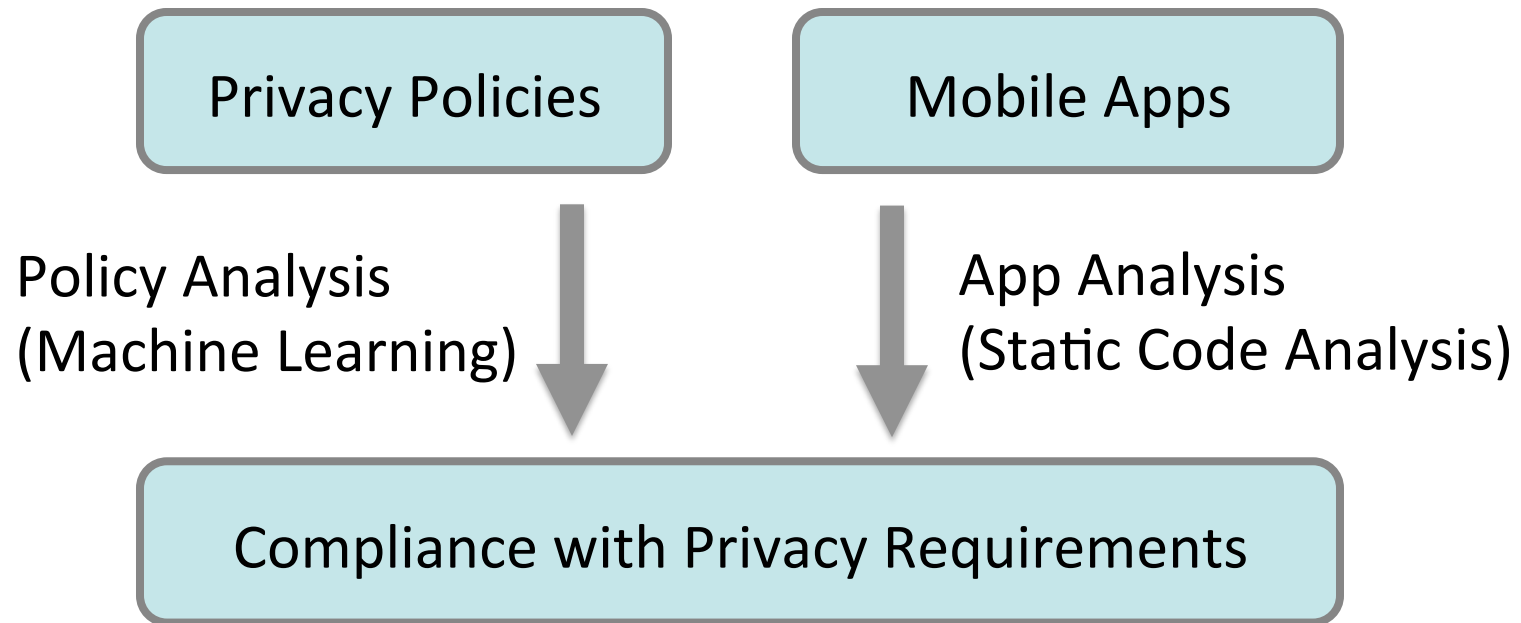 Privacy Policies
Mobile Apps
Policy Analysis
(Machine Learning)
App Analysis
(Static Code Analysis)
Compliance with Privacy Requirements